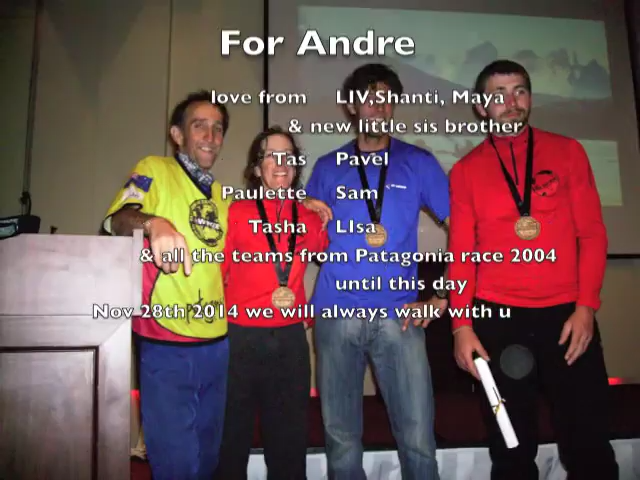 For Andre
love from LIV,Shanti, Maya
& new little sis brother
Tas Pavel
Paulette Sam
Tasha LIsa
& all the teams from Patagonia race 2004
until this day
Nov 28th 2014 we will always walk with u